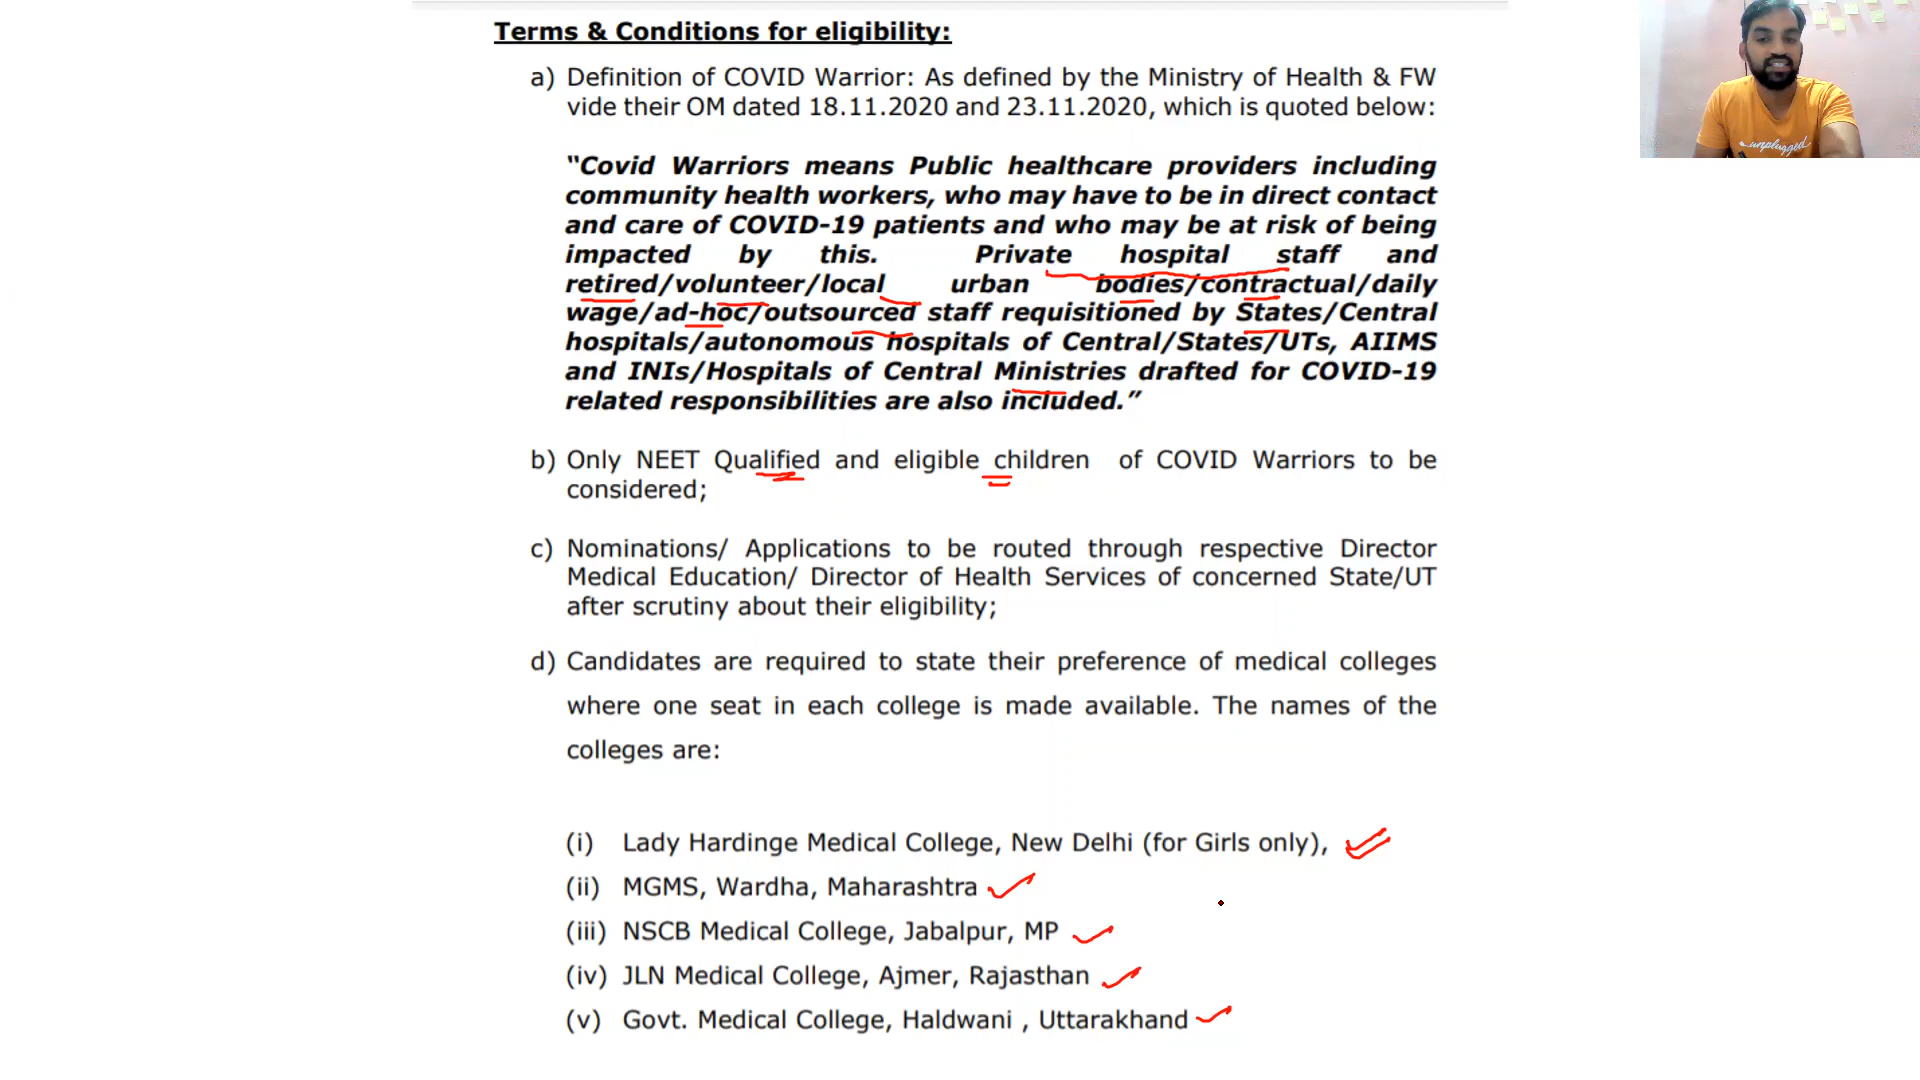 Terms & Conditions for eligibility:
a) Definition of COVID Warrior: As defined by the Ministry of Health & FW
vide their OM dated 18.11.2020 and 23.11.2020, which is quoted below:
“Covid Warriors means Public healthcare providers including
community health workers, who may have to be in direct contact
and care of COVID-19 patients and who may be at risk of being
impacted by this. Private hospital staff and
retired/volunteer/local urban bodies/contractual/daily
wage/ad-hoc/outsourced staff requisitioned by States/Central
hospitals/autonomous hospitals of Central/States/UTs, AIIMS
and INIs/Hospitals of Central Ministries drafted for COVID-19
related responsibilities are also included.”
b) Only NEET Qualified and eligible children of COVID Warriors to be
considered;
c) Nominations/ Applications to be routed through respective Director
Medical Education/ Director of Health Services of concerned State/UT
after scrutiny about their eligibility;
d) Candidates are required to state their preference of medical colleges
where one seat in each college is made available. The names of the
colleges are:
(i) Lady Hardinge Medical College, New Delhi (for Girls only),
(ii) MGMS, Wardha, Maharashtra
(iii) NSCB Medical College, Jabalpur, MP
(iv) JLN Medical College, Ajmer, Rajasthan
(v) Govt. Medical College, Haldwani , Uttarakhand
unplugged